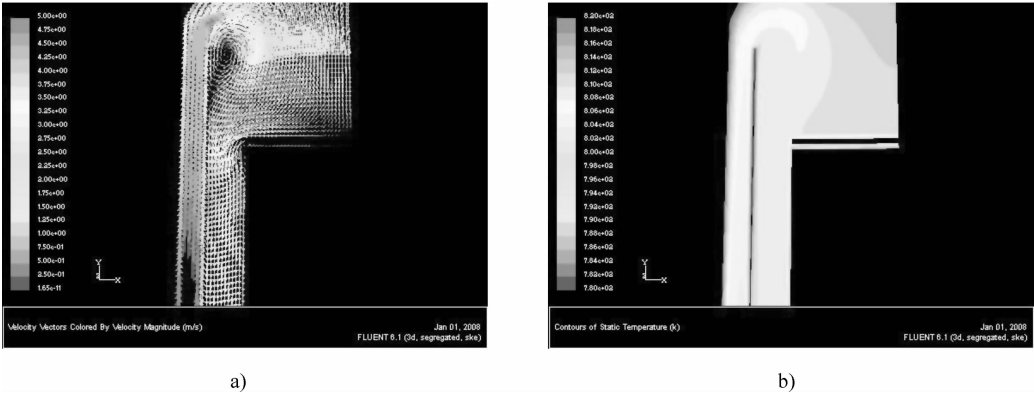 5.00e+00
4.75e+00
4.50e+00
4.25e+00
4.00e+00
3.75e+00
3.50e+00
3.25e+00
3.00e+00
2.75e+00
2.50e+00
2.25e+00
2.00e+00
1.75e+00
1.50e+00
1.25e+00
1.00e+00
7.50e-01
5.00e-01
2.50e-01
1.65e-11
Y
Z X
Velocity Vectors Colored By Velocity Magnitude (m/s)
Jan 01, 2008
FLUENT 6.1 (3d, segregated, ske)
a)
8.20e+02
8.18e+02
8.16e+02
8.14e+02
8.12e+02
8.10e+02
8.08e+02
8.06e+02
8.04e+02
8.02e+02
8.00e+02
7.98e+02
7.96e+02
7.94e+02
7.92e+02
7.90e+02
7.88e+02
7.86e+02
7.84e+02
7.82e+02
7.80e+02
Y
Z X
Contours of Static Temperature (k)
Jan 01, 2008
FLUENT 6.1 (3d, segregated, ske)
b)